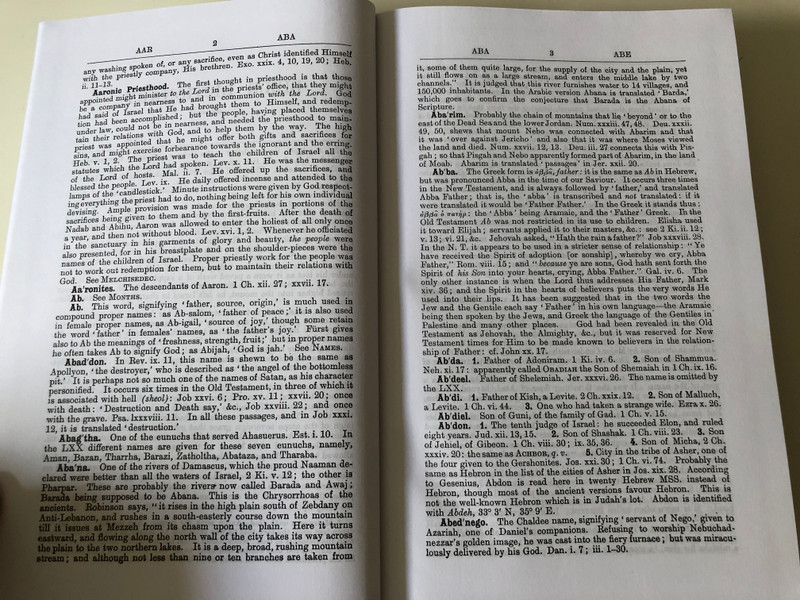 AAR 2 ABA
any washing spoken of, or any sacrifice, even as Christ identified Himself
with the priestly company, His brethren. Exo. xxix. 4, 10, 19, 20; Heb.
ii. 11-13.
Aaronic Priesthood. The first thought in priesthood is that those
appointed might minister to the Lord in the priests' office, that they might
be a company in nearness to and in communion with the Lord. God
had said of Israel that He had brought them to Himself, and redemp-
tion had been accomplished; but the people, having placed themselves
under law, could not be in nearness, and needed the priesthood to main-
tain their relations with God, and to help them by the way. The high
priest was appointed that he might offer both gifts and sacrifices for
sins, and might exercise forbearance towards the ignorant and the erring.
Heb. v. 1, 2. The priest was to teach the children of Israel all the
statutes which the Lord had spoken. Lev. x. 11. He was the messenger
of the Lord of hosts. Mal. ii. 7. He offered up the sacrifices, and
blessed the people. Lev. ix. He daily offered incense and attended to the
lamps of the 'candlestick.' Minute instructions were given by God respect-
ing everything the priest had to do, nothing being left for his own individual
devising. Ample provision was made for the priests in portions of the
sacrifices being given to them and by the first-fruits. After the death of
Nadab and Abihu, Aaron was allowed to enter the holiest of all only once
a year, and then not without blood. Lev. xvi. 1, 2. Whenever he officiated
in the sanctuary in his garments of glory and beauty, the people were
also presented, for in his breastplate and on the shoulder-pieces were the
names of the children of Israel. Properly priestly work for the people was
not to work out redemption for them, but to maintain their relations with
God. See MELCHISEDEC.
Aa'ronites. The descendants of Aaron. 1 Ch. xii. 27; xxvii. 17.
Ab. See MONTHS.
Ab. This word, signifying 'father, source, origin,' is much used in
compound proper names: as Ab-salom, 'father of peace;' it is also used
in female proper names, as Ab-igail, 'source of joy,' though some retain
the word 'father' in females' names, as 'the father's joy.' Fürst gives
also to Ab the meanings of 'freshness, strength, fruit;' but in proper names
he often takes Ab to signify God; as Abijah, 'God is jah.' See NAMES.
Abad'don. In Rev. ix. 11, this name is shewn to be the same as
Apollyon, 'the destroyer,' who is described as 'the angel of the bottomless
pit.' It is perhaps not so much one of the names of Satan, as his character
personified. It occurs six times in the Old Testament, in three of which it
is associated with hell (sheol): Job xxvi. 6; Pro. xv. 11; xxvii. 20; once
with death: 'Destruction and Death say,' &c., Job xxviii. 22; and once
with the grave. Psa. lxxxviii. 11. In all these passages, and in Job xxxi.
12, it is translated 'destruction.'
Abag'tha. One of the eunuchs that served Ahasuerus. Est. i. 10. In
the LXX different names are given for these seven eunuchs, namely,
Aman, Bazan, Tharrha, Barazi, Zatholtha, Abataza, and Tharaba.
Aba'na. One of the rivers of Damascus, which the proud Naaman de-
clared were better than all the waters of Israel, 2 Ki. v. 12; the other is
Pharpar. These are probably the rivers now called Barada and Awaj;
Barada being supposed to be Abana. This is the Chrysorrhoas of the
ancients. Robinson says, "it rises in the high plain south of Zebdany on
Anti-Lebanon, and rushes in a south-easterly course down the mountain
till it issues at Mezzeh from its chasm upon the plain. Here it turns
eastward, and flowing along the north wall of the city takes its way across
the plain to the two northern lakes. It is a deep, broad, rushing mountain
stream; and although not less than nine or ten branches are taken from
ABA 3 ABE
it, some of them quite large, for the supply of the city and the plain, yet
it still flows on as a large stream, and enters the middle lake by two
channels." It is judged that this river furnishes water to 14 villages, and
150,000 inhabitants. In the Arabic version Abana is translated 'Barda,'
which goes to confirm the conjecture that Barada is the Abana of
Scripture.
Aba'rim. Probably the chain of mountains that lie 'beyond' or to the
east of the Dead Sea and the lower Jordan. Num. xxxiii. 47, 48. Deu. xxxii.
49, 50, shews that mount Nebo was connected with Abarim and that
it was 'over against Jericho' and also that it was where Moses viewed
the land and died. Num. xxvii. 12, 13. Deu. iii. 27 connects this with Pis-
gah; so that Pisgah and Nebo apparently formed part of Abarim, in the land
of Moab. Abarim is translated 'passages' in Jer. xxii. 20.
Ab'ba. The Greek form is ἀββᾶ, father: it is the same as Ab in Hebrew,
but was pronounced Abba in the time of our Saviour. It occurs three times
in the New Testament, and is always followed by 'father,' and translated
Abba Father; that is, the 'abba' is transcribed and not translated: if it
were translated it would be 'Father Father.' In the Greek it stands thus:
ἀββᾶ ὁ πατήρ: the 'Abba' being Aramaic, and the 'Father' Greek. In the
Old Testament Ab was not restricted in its use to children. Elisha used
it toward Elijah; servants applied it to their masters, &c.: see 2 Ki. ii. 12;
v. 13; vi. 21, &c. Jehovah asked, "Hath the rain a father?" Job xxxviii. 28.
In the N. T. it appears to be used in a stricter sense of relationship: "Ye
have received the Spirit of adoption [or sonship], whereby we cry, Abba
Father," Rom. viii. 15; and "because ye are sons, God hath sent forth the
Spirit of his Son into your hearts, crying, Abba Father." Gal. iv. 6. The
only other instance is when the Lord thus addresses His Father, Mark
xiv. 36; and the Spirit in the hearts of believers puts the very words He
used into their lips. It has been suggested that in the two words the
Jew and the Gentile each say 'Father' in his own language—the Aramaic
being then spoken by the Jews, and Greek the language of the Gentiles in
Palestine and many other places. God had been revealed in the Old
Testament as Jehovah, the Almighty, &c., but it was reserved for New
Testament times for Him to be made known to believers in the relation-
ship of Father: cf. John xx. 17.
Ab'da. 1. Father of Adoniram. 1 Ki. iv. 6. 2. Son of Shammua.
Neh. xi. 17: apparently called OBADIAH the Son of Shemaiah in 1 Ch. ix. 16.
Ab'deel. Father of Shelemiah. Jer. xxxvi. 26. The name is omitted by
the LXX.
Ab'di. 1. Father of Kish, a Levite. 2 Ch. xxix. 12. 2. Son of Malluch,
a Levite. 1 Ch. vi. 44. 3. One who had taken a strange wife. Ezra x. 26.
Ab'diel. Son of Guni, of the family of Gad. 1 Ch. v. 15.
Ab'don. 1. The tenth judge of Israel: he succeeded Elon, and ruled
eight years. Jud. xii. 13, 15. 2. Son of Shashak. 1 Ch. viii. 23. 3. Son
of Jehiel, of Gibeon. 1 Ch. viii. 30; ix. 35, 36. 4. Son of Micha, 2 Ch.
xxxiv. 20: the same as ACHBOR, q. v. 5. City in the tribe of Asher, one of
the four given to the Gershonites. Jos. xxi. 30; 1 Ch. vi. 74. Probably the
same as Hebron in the list of the cities of Asher in Jos. xix. 28. According
to Gesenius, Abdon is read here in twenty Hebrew MSS. instead of
Hebron, though most of the ancient versions favour Hebron. This is
not the well-known Hebron which is in Judah's lot. Abdon is identified
with Abdeh, 33° 3' N, 35° 9' E.
Abed'nego. The Chaldee name, signifying 'servant of Nego,' given to
Azariah, one of Daniel's companions. Refusing to worship Nebuchad-
nezzar's golden image, he was cast into the fiery furnace; but was miracu-
lously delivered by his God. Dan. i. 7; iii. 1-30.